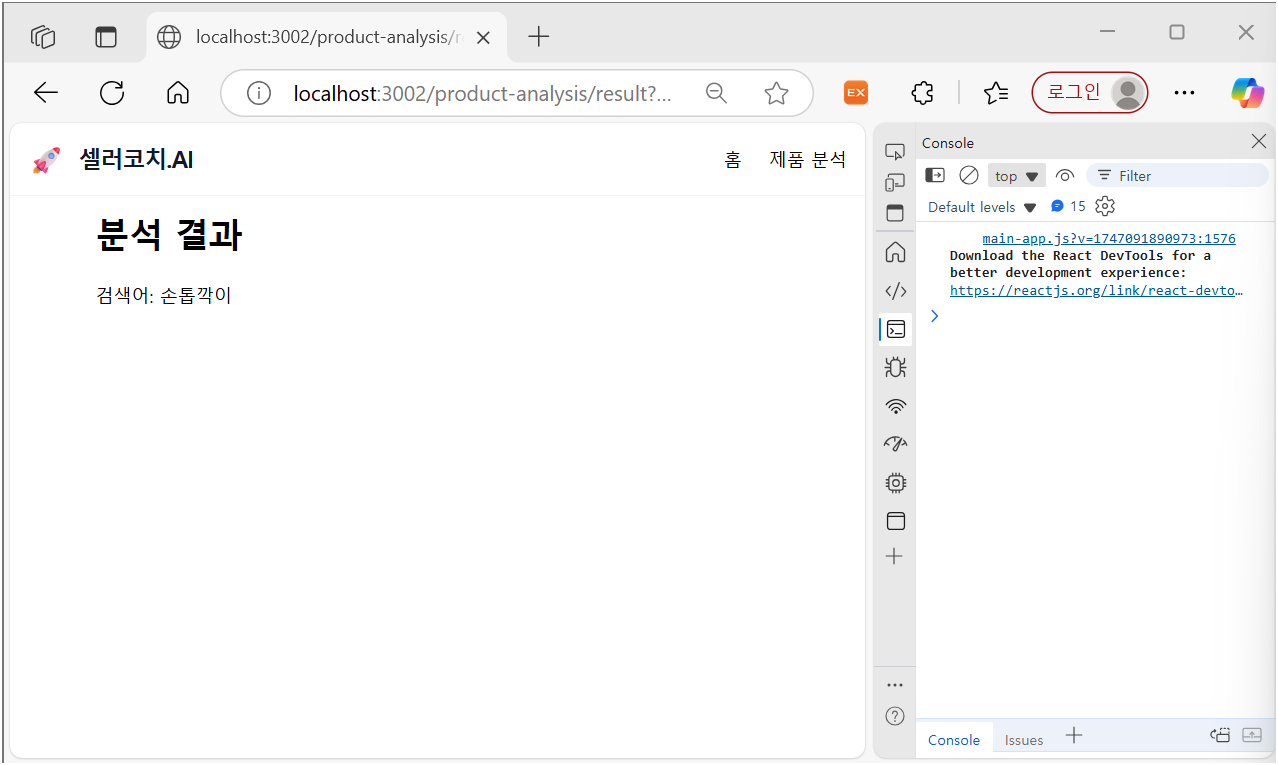 localhost:3002/product-analysis/r
localhost:3002/product-analysis/result?...
EX
로그인
셀러코치.AI
홈
제품 분석
분석 결과
검색어: 손톱깍이
Console
top
Filter
Default levels
15
main-app.js?v=1747091890973:1576
Download the React DevTools for a
better development experience:
https://reactjs.org/link/react-devto…
Console
Issues